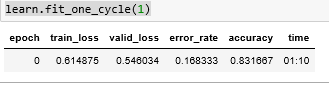 learn.fit_one_cycle(1)
epoch train_loss valid_loss error_rate accuracy time
0 0.614875 0.546034 0.168333 0.831667 01:10